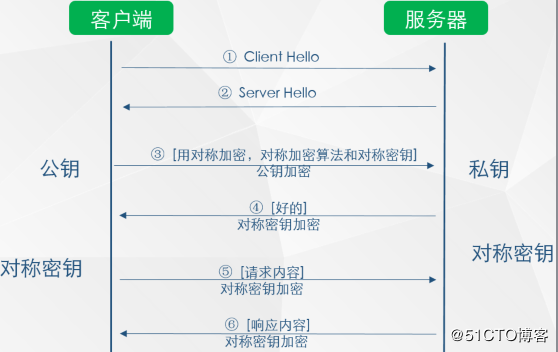 客户端 服务器
① Client Hello
② Server Hello
③ [用对称加密，对称加密算法和对称密钥]
公钥 公钥加密 私钥
④ [好的]
对称密钥加密
对称密钥 对称密钥
⑤ [请求内容]
对称密钥加密
⑥ [响应内容]
对称密钥加密
@51CTO博客